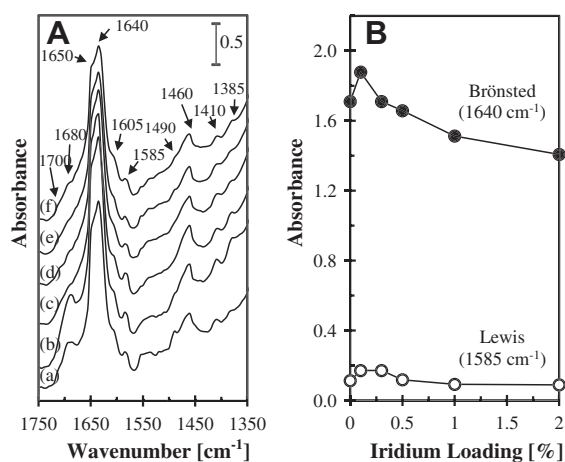 A
1640
1650
0.5
1460
1385
1410
1605
1490
1680
1585
1700
(f)
(e)
(d)
(c)
(b)
(a)
Absorbance
1750 1650 1550 1450 1350
Wavenumber [cm-1]
B
2.0
1.6
1.2
0.8
0.4
0.0
Absorbance
Brönsted
(1640 cm-1)
Lewis
(1585 cm-1)
0 0.5 1 1.5 2
Iridium Loading [%]